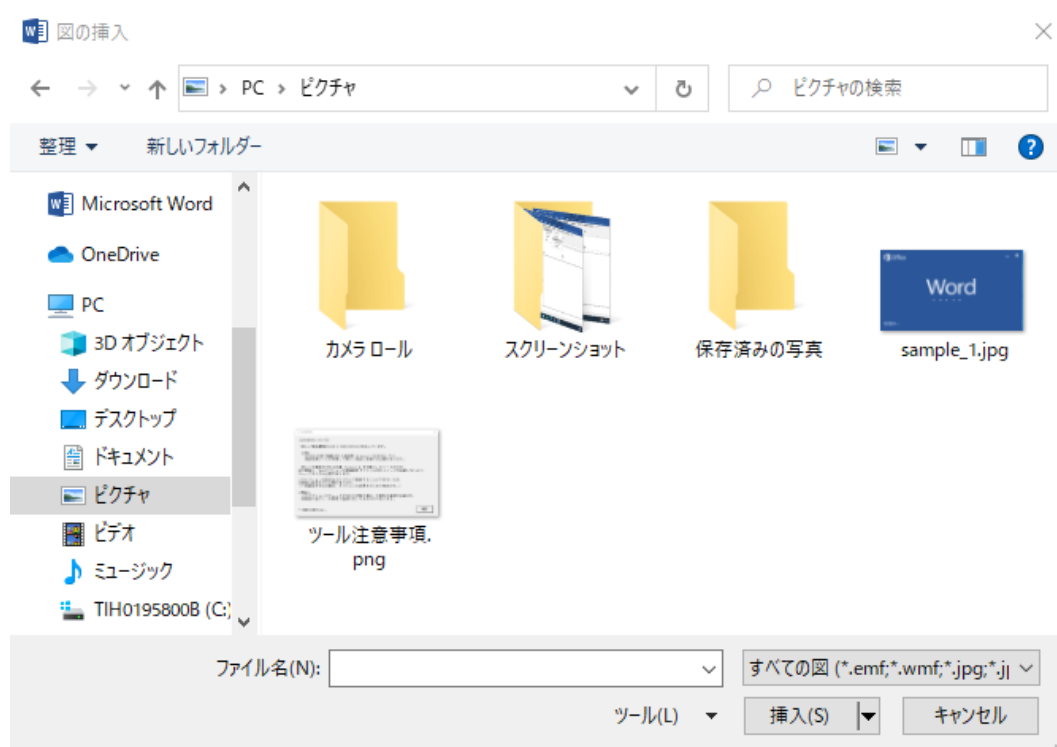 図の挿入
PC › ピクチャ
ピクチャの検索
整理
新しいフォルダー
Microsoft Word
OneDrive
PC
3D オブジェクト
ダウンロード
デスクトップ
ドキュメント
ピクチャ
ビデオ
ミュージック
TIH0195800B (C:)
カメラ ロール
スクリーンショット
保存済みの写真
Word
sample_1.jpg
ツール注意事項.
png
ファイル名(N):
すべての図 (*.emf;*.wmf;*.jpg;*.j
ツール(L)
挿入(S)
キャンセル